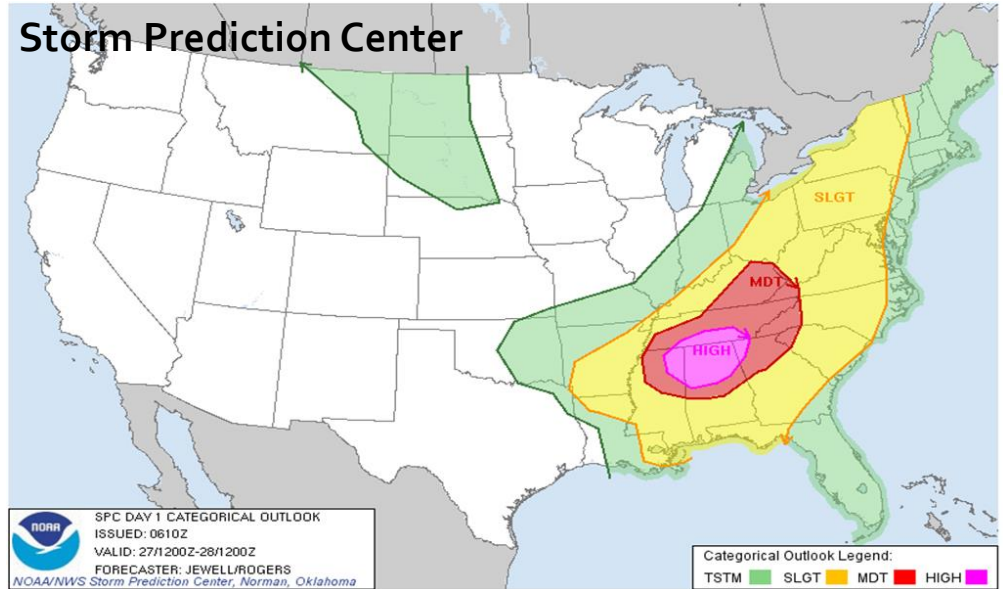 Storm Prediction Center
SLGT
MDT
HIGH
NOAA
SPC DAY 1 CATEGORICAL OUTLOOK
ISSUED: 0610Z
VALID: 27/1200Z-28/1200Z
FORECASTER: JEWELL/ROGERS
NOAA/NWS Storm Prediction Center, Norman, Oklahoma
Categorical Outlook Legend:
TSTM SLGT MDT HIGH